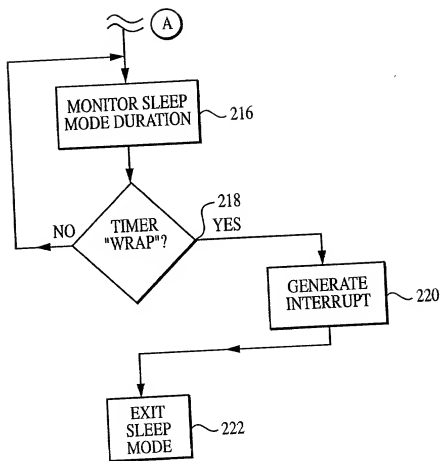 A
MONITOR SLEEP
MODE DURATION
216
TIMER
"WRAP"?
218
NO
YES
GENERATE
INTERRUPT
220
EXIT
SLEEP
MODE
222